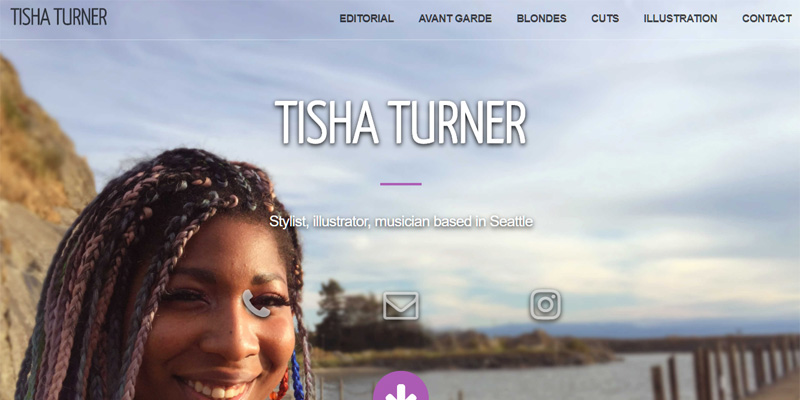 TISHA TURNER
EDITORIAL AVANT GARDE BLONDES CUTS ILLUSTRATION CONTACT
TISHA TURNER
Stylist, illustrator, musician based in Seattle